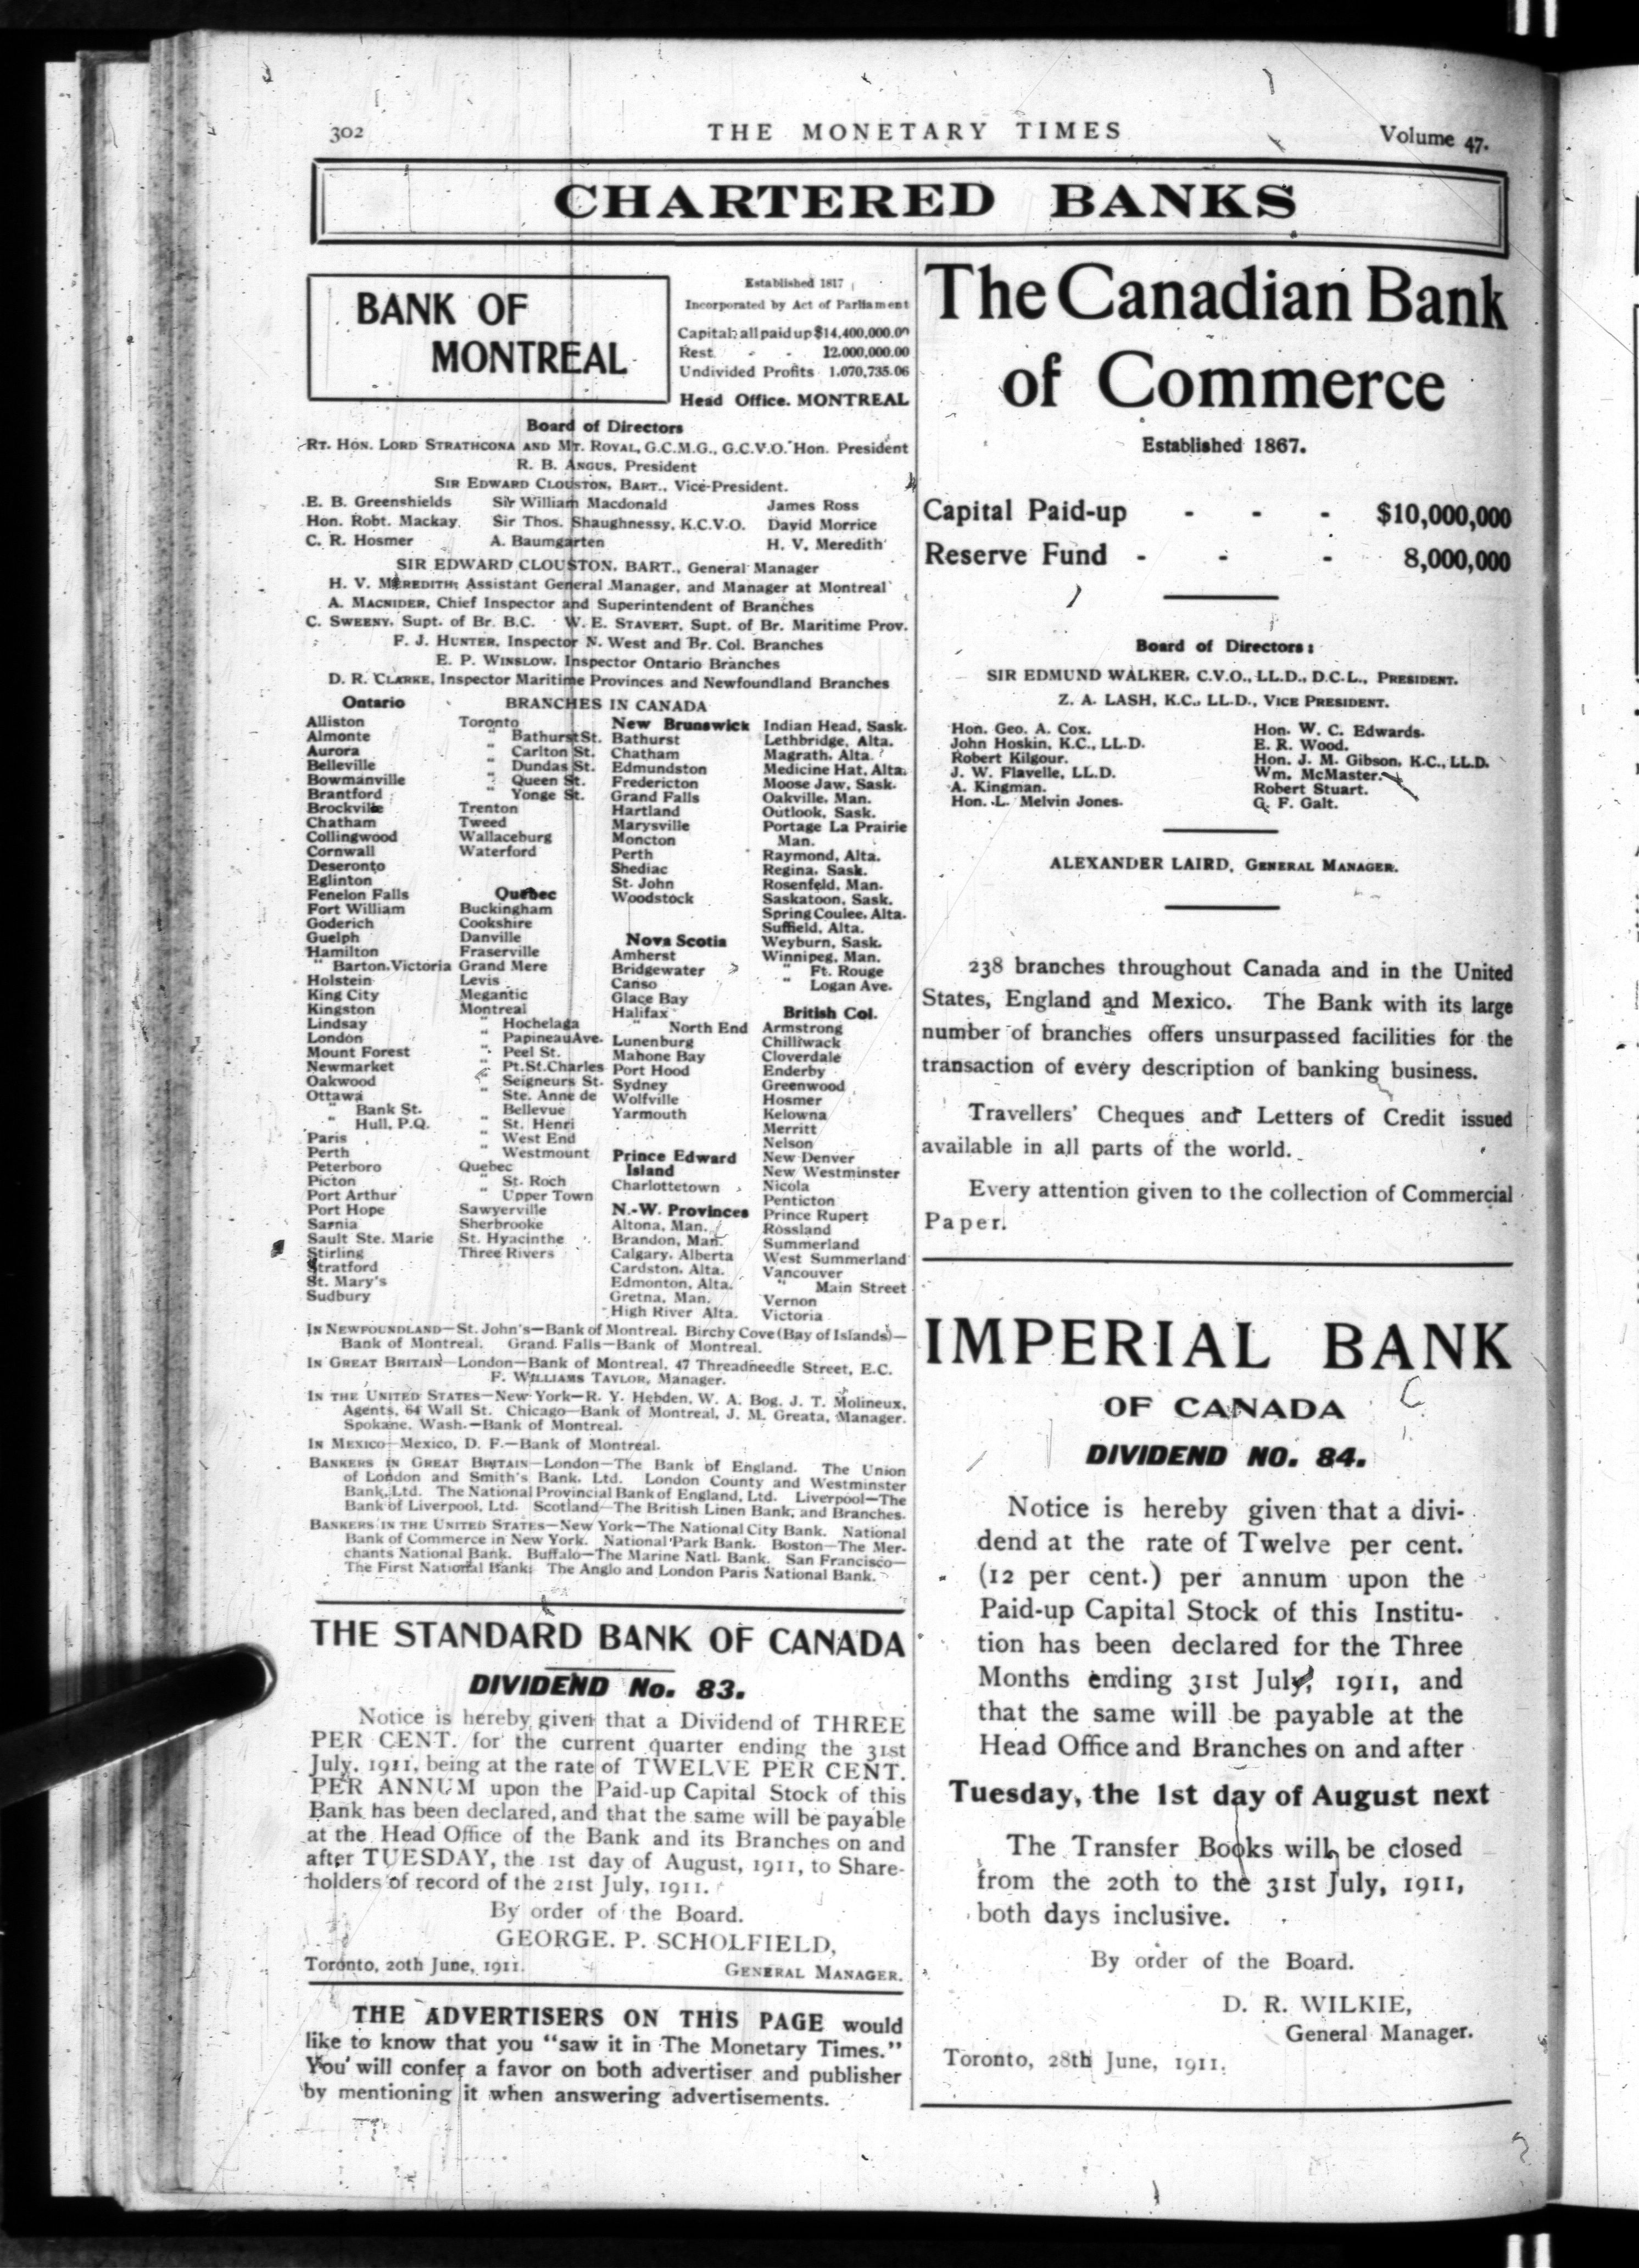 302
THE MONETARY TIMES
Volume 47.
CHARTERED BANKS
BANK OF
MONTREAL
Established 1817
Incorporated by Act of Parliament
Capital all paid up $14,400,000.00
Rest - - 12.000,000.00
Undivided Profits 1.070,735.06
Head Office. MONTREAL
Board of Directors
RT. HON. LORD STRATHCONA AND MT. ROYAL, G.C.M.G., G.C.V.O. Hon. President
R. B. ANGUS, President
SIR EDWARD CLOUSTON, BART., Vice-President.
E. B. Greenshields Sir William Macdonald James Ross
Hon. Robt. Mackay. Sir Thos. Shaughnessy, K.C.V.O. David Morrice
C. R. Hosmer A. Baumgarten H. V. Meredith
SIR EDWARD CLOUSTON. BART., General Manager
H. V. MEREDITH, Assistant General Manager, and Manager at Montreal
A. MACNIDER, Chief Inspector and Superintendent of Branches
C. SWEENY, Supt. of Br. B.C. W. E. STAVERT, Supt. of Br. Maritime Prov.
F. J. HUNTER, Inspector N. West and Br. Col. Branches
E. P. WINSLOW, Inspector Ontario Branches
D. R. CLARKE, Inspector Maritime Provinces and Newfoundland Branches
BRANCHES IN CANADA
Ontario
Alliston
Almonte
Aurora
Belleville
Bowmanville
Brantford
Brockville
Chatham
Collingwood
Cornwall
Deseronto
Eglinton
Fenelon Falls
Fort William
Goderich
Guelph
Hamilton
" Barton.Victoria
Holstein
King City
Kingston
Lindsay
London
Mount Forest
Newmarket
Oakwood
Ottawa
" Bank St.
" Hull, P.Q.
Paris
Perth
Peterboro
Picton
Port Arthur
Port Hope
Sarnia
Sault Ste. Marie
Stirling
Stratford
St. Mary's
Sudbury
Toronto
" Bathurst St.
" Carlton St.
" Dundas St.
" Queen St.
" Yonge St.
Trenton
Tweed
Wallaceburg
Waterford
Quebec
Buckingham
Cookshire
Danville
Fraserville
Grand Mere
Levis
Megantic
Montreal
" Hochelaga
" Papineau Ave.
" Peel St.
" Pt. St. Charles
" Seigneurs St.
" Ste. Anne de
Bellevue
" St. Henri
" West End
" Westmount
Quebec
" St. Roch
" Upper Town
Sawyerville
Sherbrooke
St. Hyacinthe
Three Rivers
New Brunswick
Bathurst
Chatham
Edmundston
Fredericton
Grand Falls
Hartland
Marysville
Moncton
Perth
Shediac
St. John
Woodstock
Nova Scotia
Amherst
Bridgewater
Canso
Glace Bay
Halifax
" North End
Lunenburg
Mahone Bay
Port Hood
Sydney
Wolfville
Yarmouth
Prince Edward
Island
Charlottetown
N.-W. Provinces
Altona, Man.
Brandon, Man.
Calgary, Alberta
Cardston. Alta.
Edmonton, Alta.
Gretna, Man.
High River Alta.
Indian Head, Sask.
Lethbridge, Alta.
Magrath, Alta.
Medicine Hat, Alta.
Moose Jaw, Sask.
Oakville, Man.
Outlook, Sask.
Portage La Prairie
Man.
Raymond, Alta.
Regina, Sask.
Rosenfeld, Man.
Saskatoon, Sask.
Spring Coulee, Alta.
Suffield, Alta.
Weyburn, Sask.
Winnipeg, Man.
" Ft. Rouge
" Logan Ave.
British Col.
Armstrong
Chilliwack
Cloverdale
Enderby
Greenwood
Hosmer
Kelowna
Merritt
Nelson
New Denver
New Westminster
Nicola
Penticton
Prince Rupert
Rossland
Summerland
West Summerland
Vancouver
" Main Street
Vernon
Victoria
IN NEWFOUNDLAND—St. John's—Bank of Montreal. Birchy Cove (Bay of Islands)—
Bank of Montreal. Grand Falls—Bank of Montreal.
IN GREAT BRITAIN—London—Bank of Montreal, 47 Threadneedle Street, E.C.
F. WILLIAMS TAYLOR, Manager.
IN THE UNITED STATES—New York—R. Y. Hebden, W. A. Bog, J. T. Molineux,
Agents, 64 Wall St. Chicago—Bank of Montreal, J. M. Greata, Manager.
Spokane, Wash.—Bank of Montreal.
IN MEXICO—Mexico, D. F.—Bank of Montreal.
BANKERS IN GREAT BRITAIN—London—The Bank of England. The Union
of London and Smith's Bank, Ltd. London County and Westminster
Bank, Ltd. The National Provincial Bank of England, Ltd. Liverpool—The
Bank of Liverpool, Ltd. Scotland—The British Linen Bank, and Branches.
BANKERS IN THE UNITED STATES—New York—The National City Bank. National
Bank of Commerce in New York. National Park Bank. Boston—The Mer-
chants National Bank. Buffalo—The Marine Natl. Bank. San Francisco—
The First National Bank. The Anglo and London Paris National Bank.
THE STANDARD BANK OF CANADA
DIVIDEND No. 83.
Notice is hereby given that a Dividend of THREE
PER CENT. for the current quarter ending the 31st
July, 1911, being at the rate of TWELVE PER CENT.
PER ANNUM upon the Paid-up Capital Stock of this
Bank has been declared, and that the same will be payable
at the Head Office of the Bank and its Branches on and
after TUESDAY, the 1st day of August, 1911, to Share-
holders of record of the 21st July, 1911.
By order of the Board.
GEORGE. P. SCHOLFIELD,
Toronto, 20th June, 1911. GENERAL MANAGER.
THE ADVERTISERS ON THIS PAGE would
like to know that you "saw it in The Monetary Times."
You will confer a favor on both advertiser and publisher
by mentioning it when answering advertisements.
The Canadian Bank
of Commerce
Established 1867.
Capital Paid-up - - - $10,000,000
Reserve Fund - - - 8,000,000
Board of Directors:
SIR EDMUND WALKER, C.V.O., LL.D., D.C.L., PRESIDENT.
Z. A. LASH, K.C., LL.D., VICE PRESIDENT.
Hon. Geo. A. Cox. Hon. W. C. Edwards.
John Hoskin, K.C., LL.D. E. R. Wood.
Robert Kilgour. Hon. J. M. Gibson, K.C., LL.D.
J. W. Flavelle, LL.D. Wm. McMaster.
A. Kingman. Robert Stuart.
Hon. L. Melvin Jones. G. F. Galt.
ALEXANDER LAIRD, GENERAL MANAGER.
238 branches throughout Canada and in the United
States, England and Mexico. The Bank with its large
number of branches offers unsurpassed facilities for the
transaction of every description of banking business.
Travellers' Cheques and Letters of Credit issued
available in all parts of the world.
Every attention given to the collection of Commercial
Paper.
IMPERIAL BANK
OF CANADA
DIVIDEND NO. 84.
Notice is hereby given that a divi-
dend at the rate of Twelve per cent.
(12 per cent.) per annum upon the
Paid-up Capital Stock of this Institu-
tion has been declared for the Three
Months ending 31st July, 1911, and
that the same will be payable at the
Head Office and Branches on and after
Tuesday, the 1st day of August next
The Transfer Books will be closed
from the 20th to the 31st July, 1911,
both days inclusive.
By order of the Board.
D. R. WILKIE,
General Manager.
Toronto, 28th June, 1911.